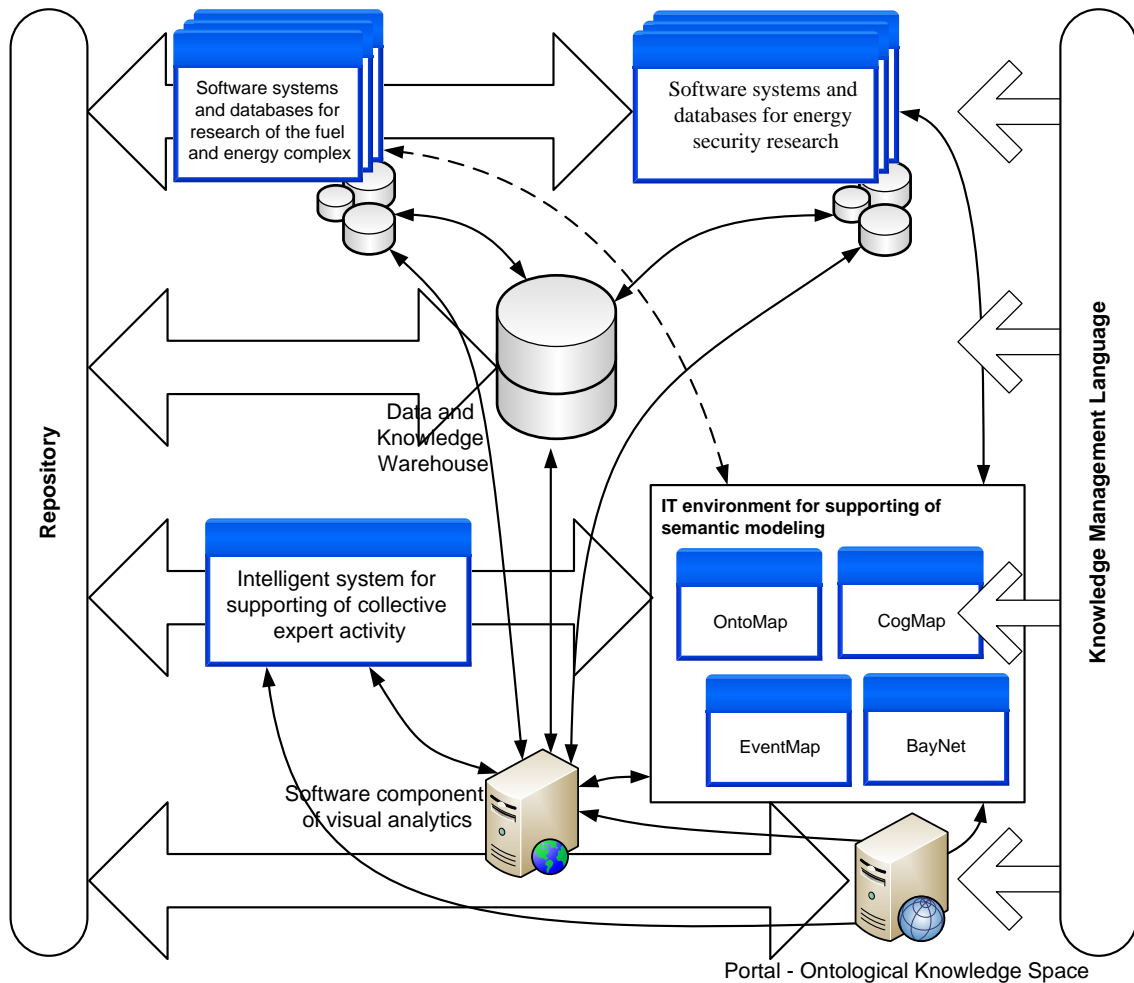 Software systems
and databases for
research of the fuel
and energy complex
Software systems and
databases for energy
security research
Repository
Knowledge Management Language
Data and
Knowledge
Warehouse
IT environment for supporting of
semantic modeling
Intelligent system for
supporting of collective
expert activity
OntoMap
CogMap
EventMap
BayNet
Software component
of visual analytics
Portal - Ontological Knowledge Space